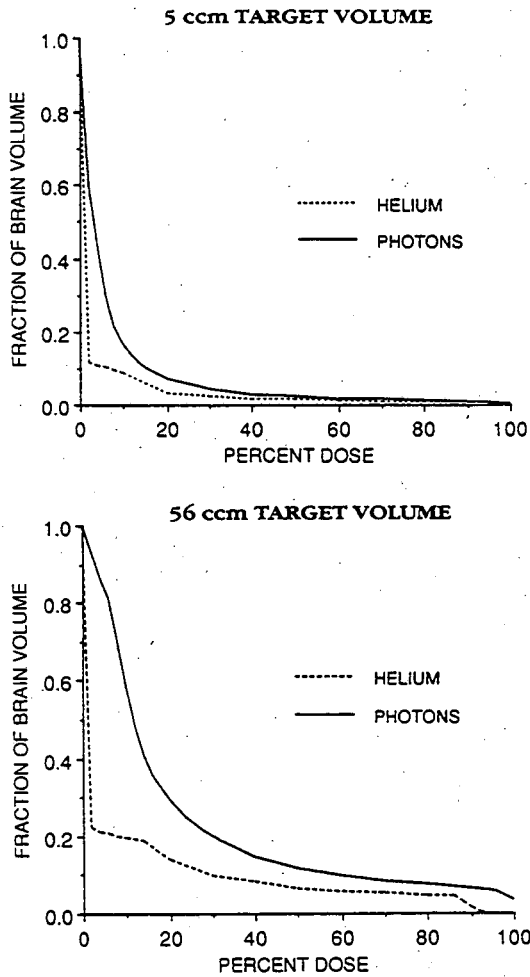 5 ccm TARGET VOLUME
FRACTION OF BRAIN VOLUME
1.0
0.8
0.6
0.4
0.2
0.0
HELIUM
PHOTONS
0
20
40
60
80
100
PERCENT DOSE
56 ccm TARGET VOLUME
FRACTION OF BRAIN VOLUME
1.0
0.8
0.6
0.4
0.2
0.0
HELIUM
PHOTONS
0
20
40
60
80
100
PERCENT DOSE